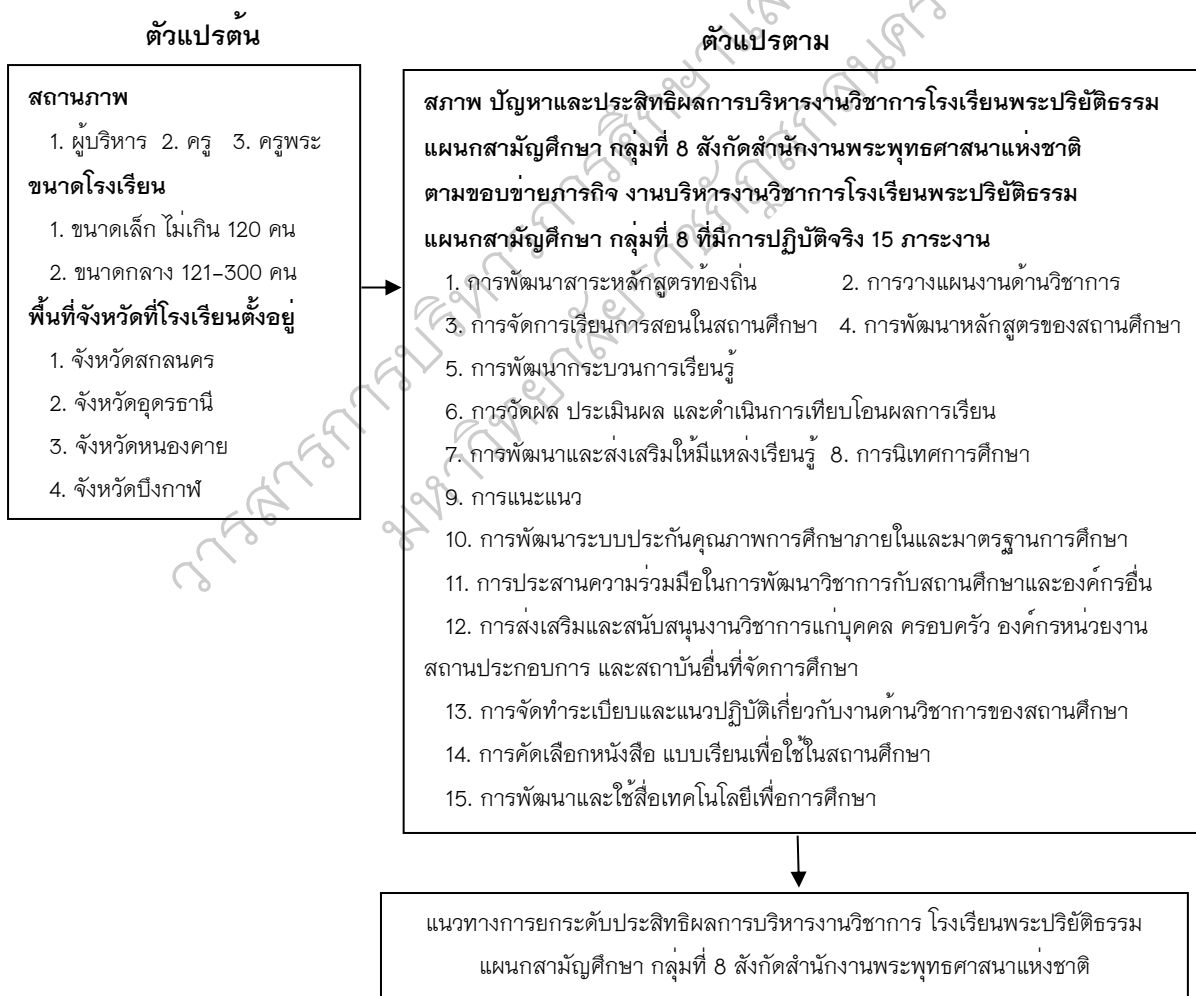 ตัวแปรต้น
สถานภาพ
1. ผู้บริหาร 2. ครู 3. ครูพระ
ขนาดโรงเรียน
1. ขนาดเล็ก ไม่เกิน 120 คน
2. ขนาดกลาง 121–300 คน
พื้นที่จังหวัดที่โรงเรียนตั้งอยู่
1. จังหวัดสกลนคร
2. จังหวัดอุดรธานี
3. จังหวัดหนองคาย
4. จังหวัดบึงกาฬ
ตัวแปรตาม
สภาพ ปัญหาและประสิทธิผลการบริหารงานวิชาการโรงเรียนพระปริยัติธรรม
แผนกสามัญศึกษา กลุ่มที่ 8 สังกัดสำนักงานพระพุทธศาสนาแห่งชาติ
ตามขอบข่ายภารกิจ งานบริหารงานวิชาการโรงเรียนพระปริยัติธรรม
แผนกสามัญศึกษา กลุ่มที่ 8 ที่มีการปฏิบัติจริง 15 ภาระงาน
1. การพัฒนาสาระหลักสูตรท้องถิ่น 2. การวางแผนงานด้านวิชาการ
3. การจัดการเรียนการสอนในสถานศึกษา 4. การพัฒนาหลักสูตรของสถานศึกษา
5. การพัฒนากระบวนการเรียนรู้
6. การวัดผล ประเมินผล และดำเนินการเทียบโอนผลการเรียน
7. การพัฒนาและส่งเสริมให้มีแหล่งเรียนรู้ 8. การนิเทศการศึกษา
9. การแนะแนว
10. การพัฒนาระบบประกันคุณภาพการศึกษาภายในและมาตรฐานการศึกษา
11. การประสานความร่วมมือในการพัฒนาวิชาการกับสถานศึกษาและองค์กรอื่น
12. การส่งเสริมและสนับสนุนงานวิชาการแก่บุคคล ครอบครัว องค์กรหน่วยงาน
สถานประกอบการ และสถาบันอื่นที่จัดการศึกษา
13. การจัดทำระเบียบและแนวปฏิบัติเกี่ยวกับงานด้านวิชาการของสถานศึกษา
14. การคัดเลือกหนังสือ แบบเรียนเพื่อใช้ในสถานศึกษา
15. การพัฒนาและใช้สื่อเทคโนโลยีเพื่อการศึกษา
แนวทางการยกระดับประสิทธิผลการบริหารงานวิชาการ โรงเรียนพระปริยัติธรรม
แผนกสามัญศึกษา กลุ่มที่ 8 สังกัดสำนักงานพระพุทธศาสนาแห่งชาติ
วารสารการบริหารการศึกษา
มหาวิทยาลัยราชภัฏสกลนคร